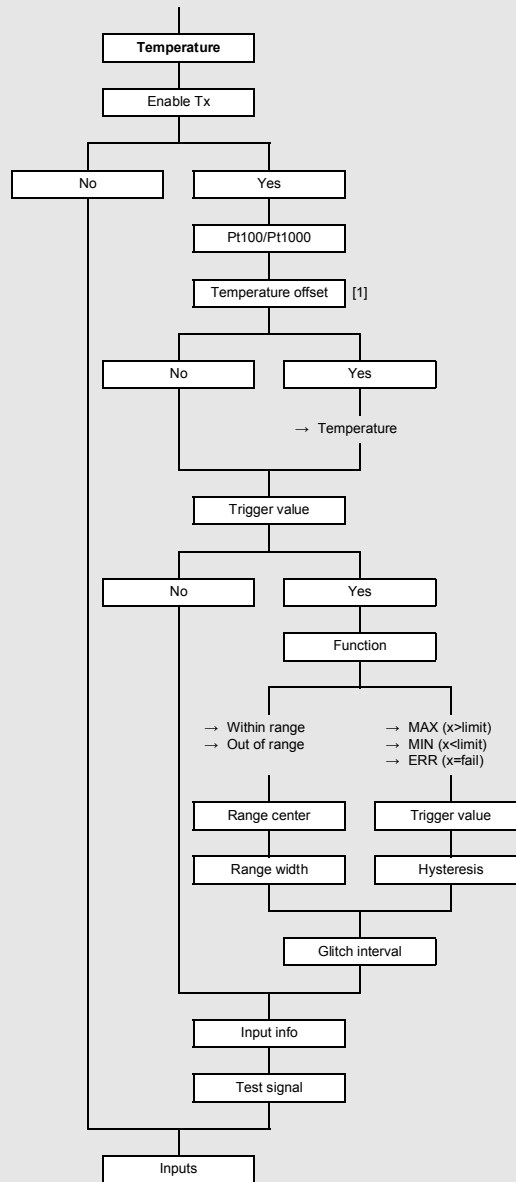 Temperature
Enable Tx
No
Yes
Pt100/Pt1000
Temperature offset [1]
No
Yes
→ Temperature
Trigger value
No
Yes
Function
→ Within range
→ Out of range
→ MAX (x>limit)
→ MIN (x<limit)
→ ERR (x=fail)
Range center
Trigger value
Range width
Hysteresis
Glitch interval
Input info
Test signal
Inputs